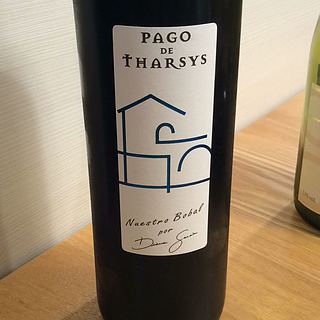 PAGO
DE
THARSYS
Nuestro Bobal
por